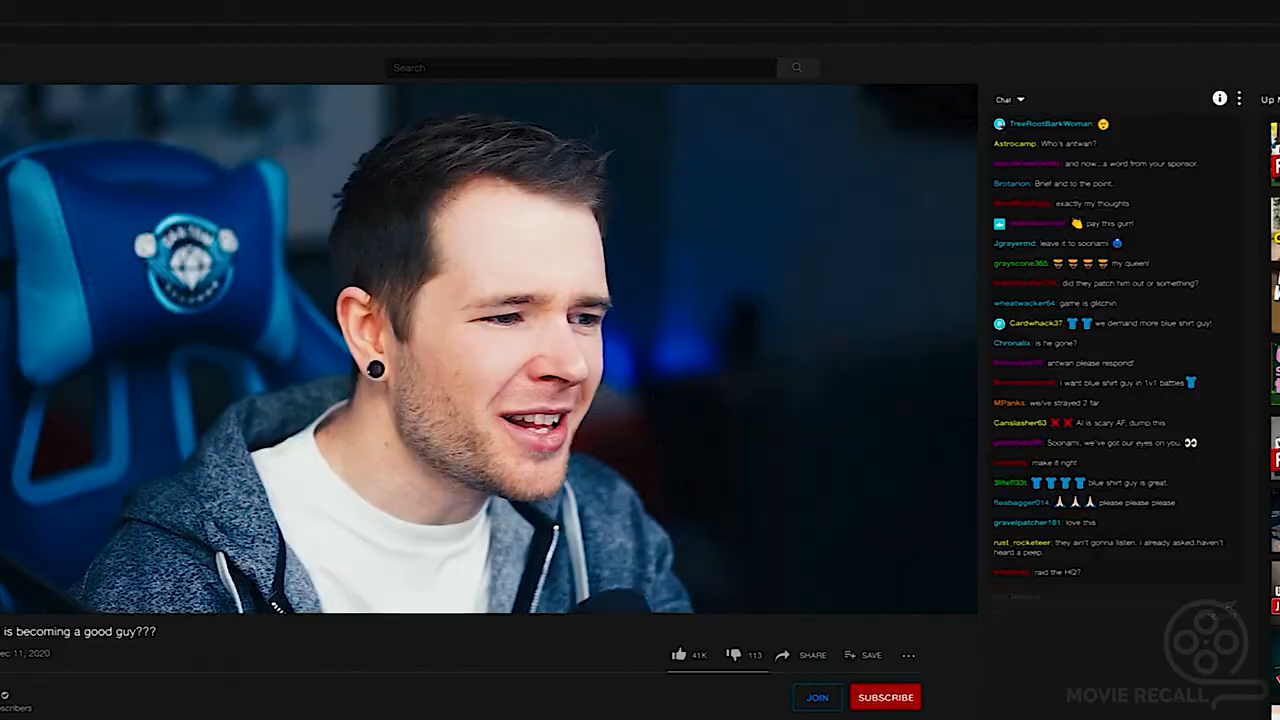 Search
Chat
Up
TreeRootBarkWoman
Astrocamp: Who's antwan?
and now...a word from your sponsor.
Brotarion: Brief and to the point.
exactly my thoughts
pay this gum!
Jgrayermd: leave it to soonami
grayscone365: my queen!
did they patch him out or something?
wheatwacker64: game is glitchin
Cardwhack37: we demand more blue shirt guy!
Chronalix: is he gone?
antwan please respond!
i want blue shirt guy in 1v1 battles
MPanks: we've strayed 2 far
Canslasher63 AI is scary AF, dump this
Soonami, we've got our eyes on you.
make it right
3litefl33t: blue shirt guy is great.
fleabagger014: please please please
gravelpatcher181: love this
rust_rocketeer: they ain't gonna listen. i already asked.haven't
heard a peep.
raid the HQ?
is becoming a good guy???
ec 11, 2020
41K
113
SHARE
SAVE
scribers
JOIN
SUBSCRIBE
MOVIE RECALL